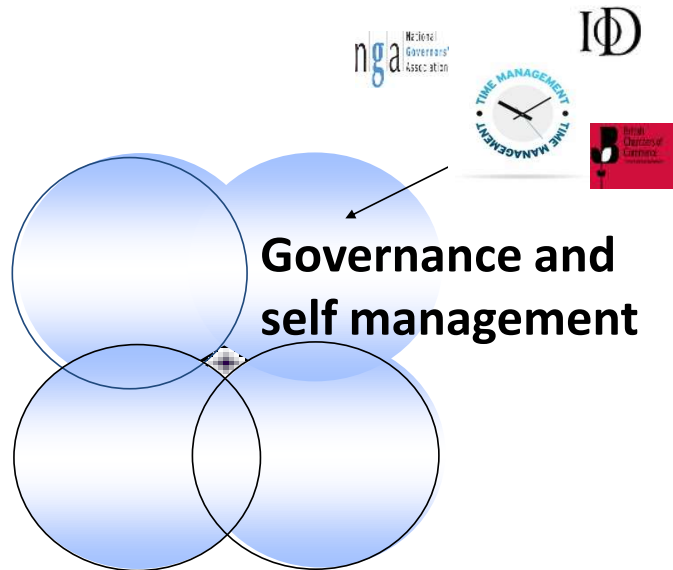 IOD
nga
National
Governors'
Association
TIME MANAGEMENT • TIME MANAGEMENT •
British
Chambers of
Commerce
Governance and
self management